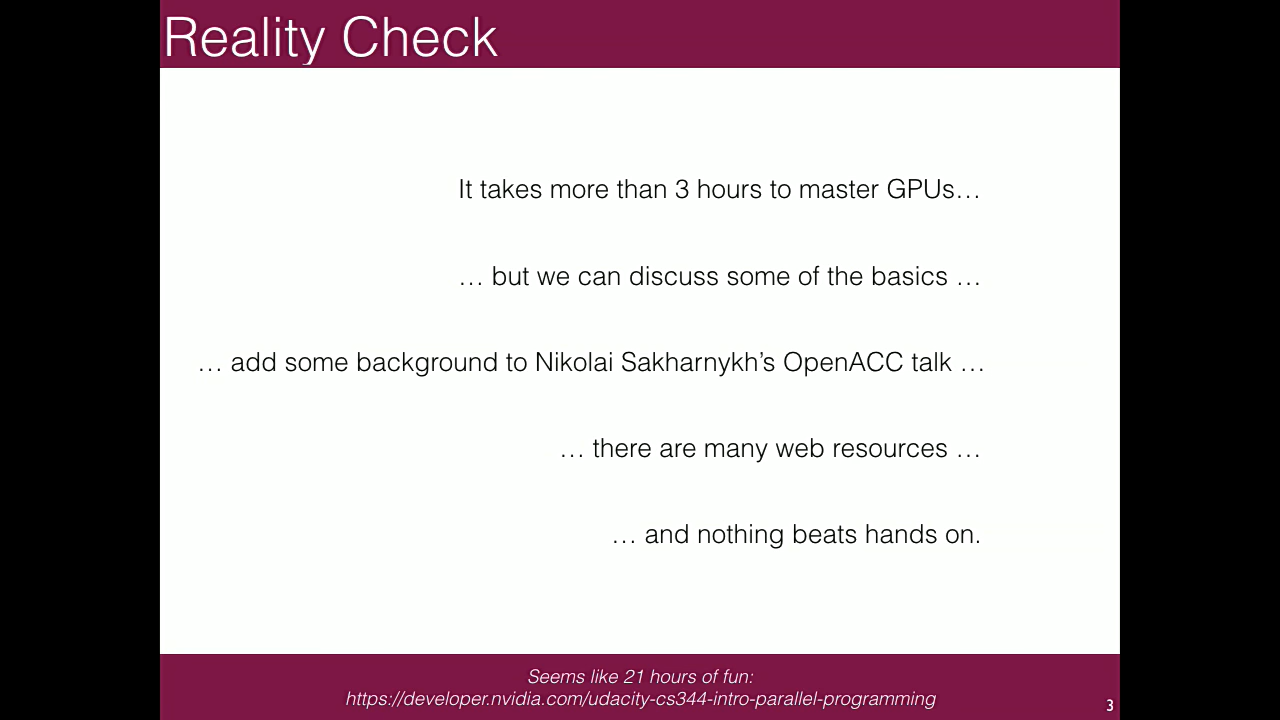 Reality Check
It takes more than 3 hours to master GPUs…
… but we can discuss some of the basics …
… add some background to Nikolai Sakharnykh’s OpenACC talk …
… there are many web resources …
… and nothing beats hands on.
Seems like 21 hours of fun:
https://developer.nvidia.com/udacity-cs344-intro-parallel-programming
3